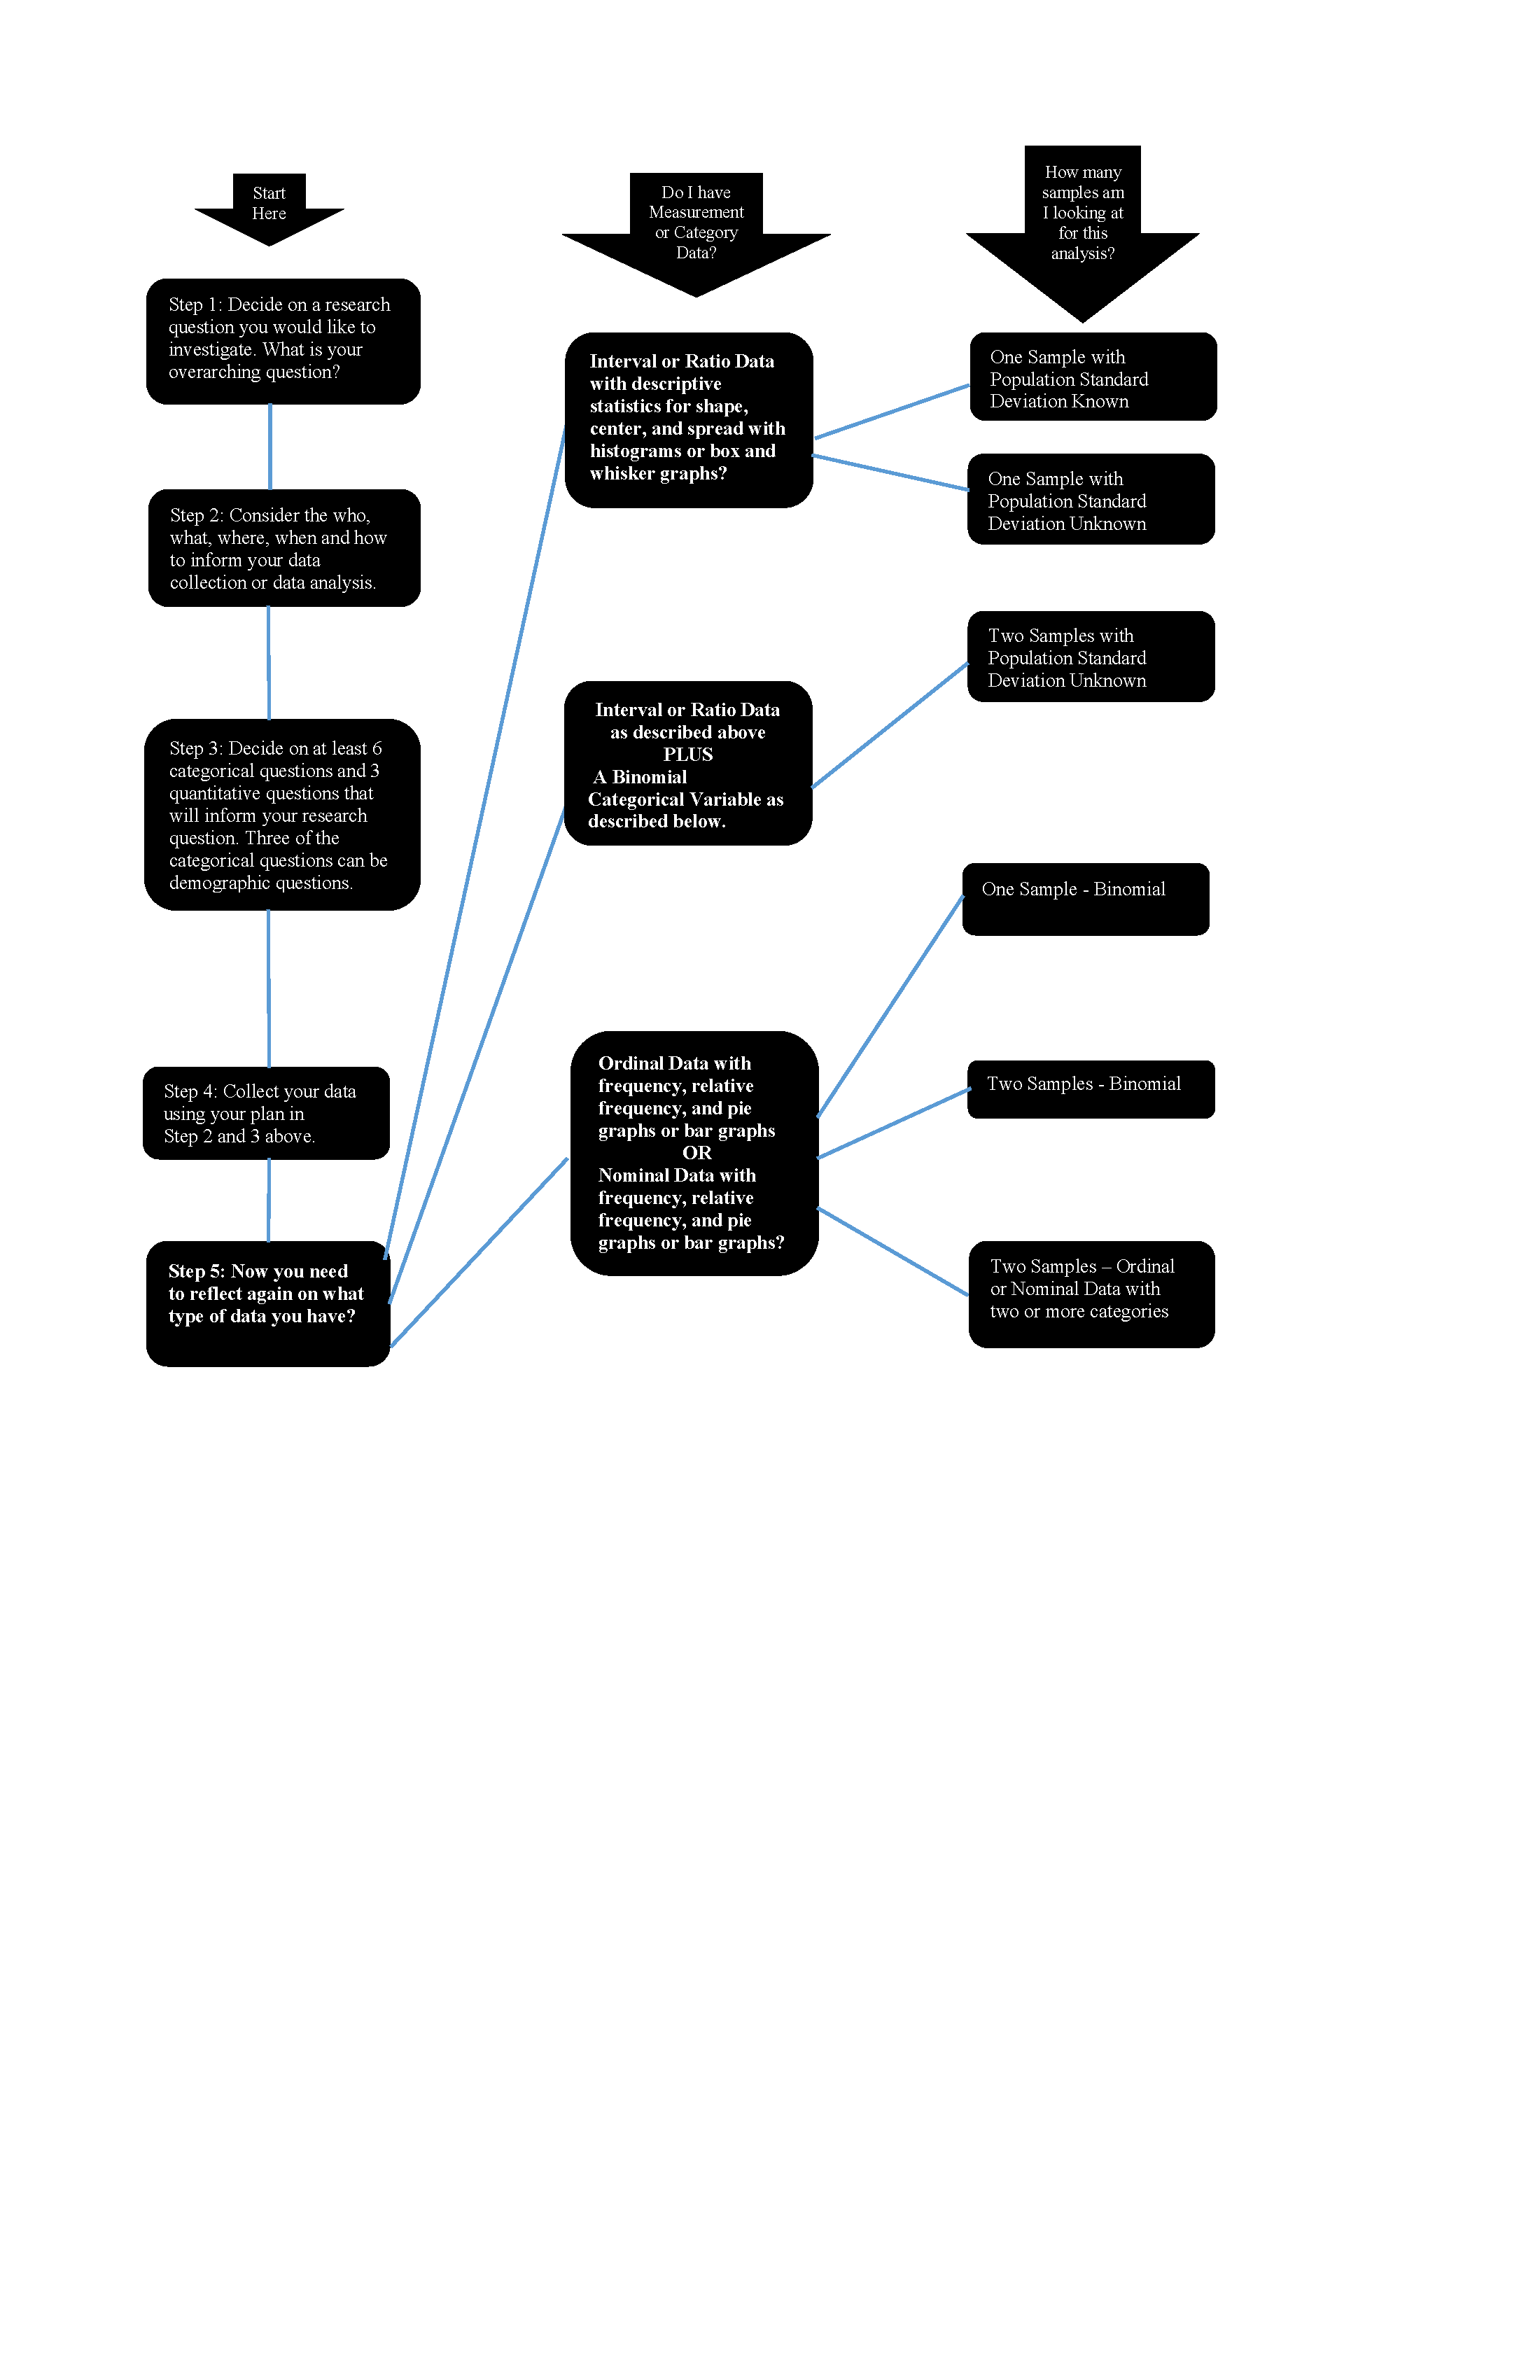 Start
Here
Step 1: Decide on a research
question you would like to
investigate. What is your
overarching question?
Step 2: Consider the who,
what, where, when and how
to inform your data
collection or data analysis.
Step 3: Decide on at least 6
categorical questions and 3
quantitative questions that
will inform your research
question. Three of the
categorical questions can be
demographic questions.
Step 4: Collect your data
using your plan in
Step 2 and 3 above.
Step 5: Now you need
to reflect again on what
type of data you have?
Do I have
Measurement
or Category
Data?
Interval or Ratio Data
with descriptive
statistics for shape,
center, and spread with
histograms or box and
whisker graphs?
Interval or Ratio Data
as described above
PLUS
A Binomial
Categorical Variable as
described below.
Ordinal Data with
frequency, relative
frequency, and pie
graphs or bar graphs
OR
Nominal Data with
frequency, relative
frequency, and pie
graphs or bar graphs?
How many
samples am
I looking at
for this
analysis?
One Sample with
Population Standard
Deviation Known
One Sample with
Population Standard
Deviation Unknown
Two Samples with
Population Standard
Deviation Unknown
One Sample - Binomial
Two Samples - Binomial
Two Samples – Ordinal
or Nominal Data with
two or more categories